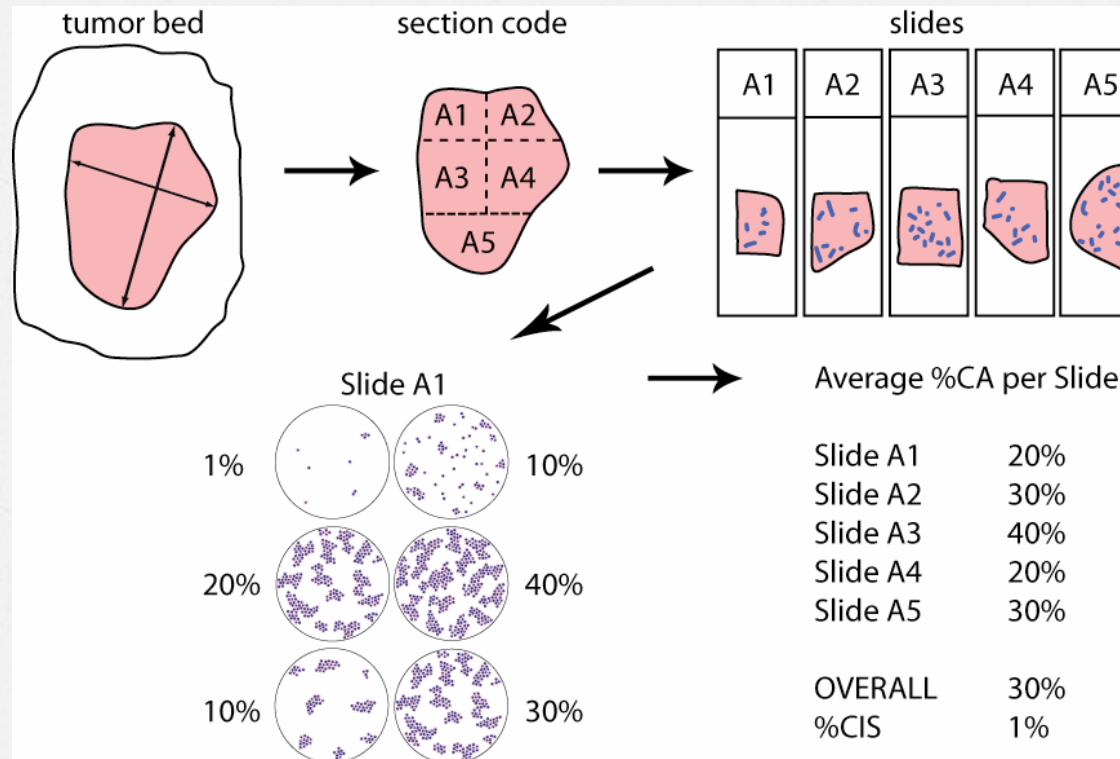 tumor bed
section code
slides
A1 A2
A3 A4
A5
A1 A2 A3 A4 A5
Slide A1
1% 10%
20% 40%
10% 30%
Average %CA per Slide
Slide A1 20%
Slide A2 30%
Slide A3 40%
Slide A4 20%
Slide A5 30%
OVERALL 30%
%CIS 1%